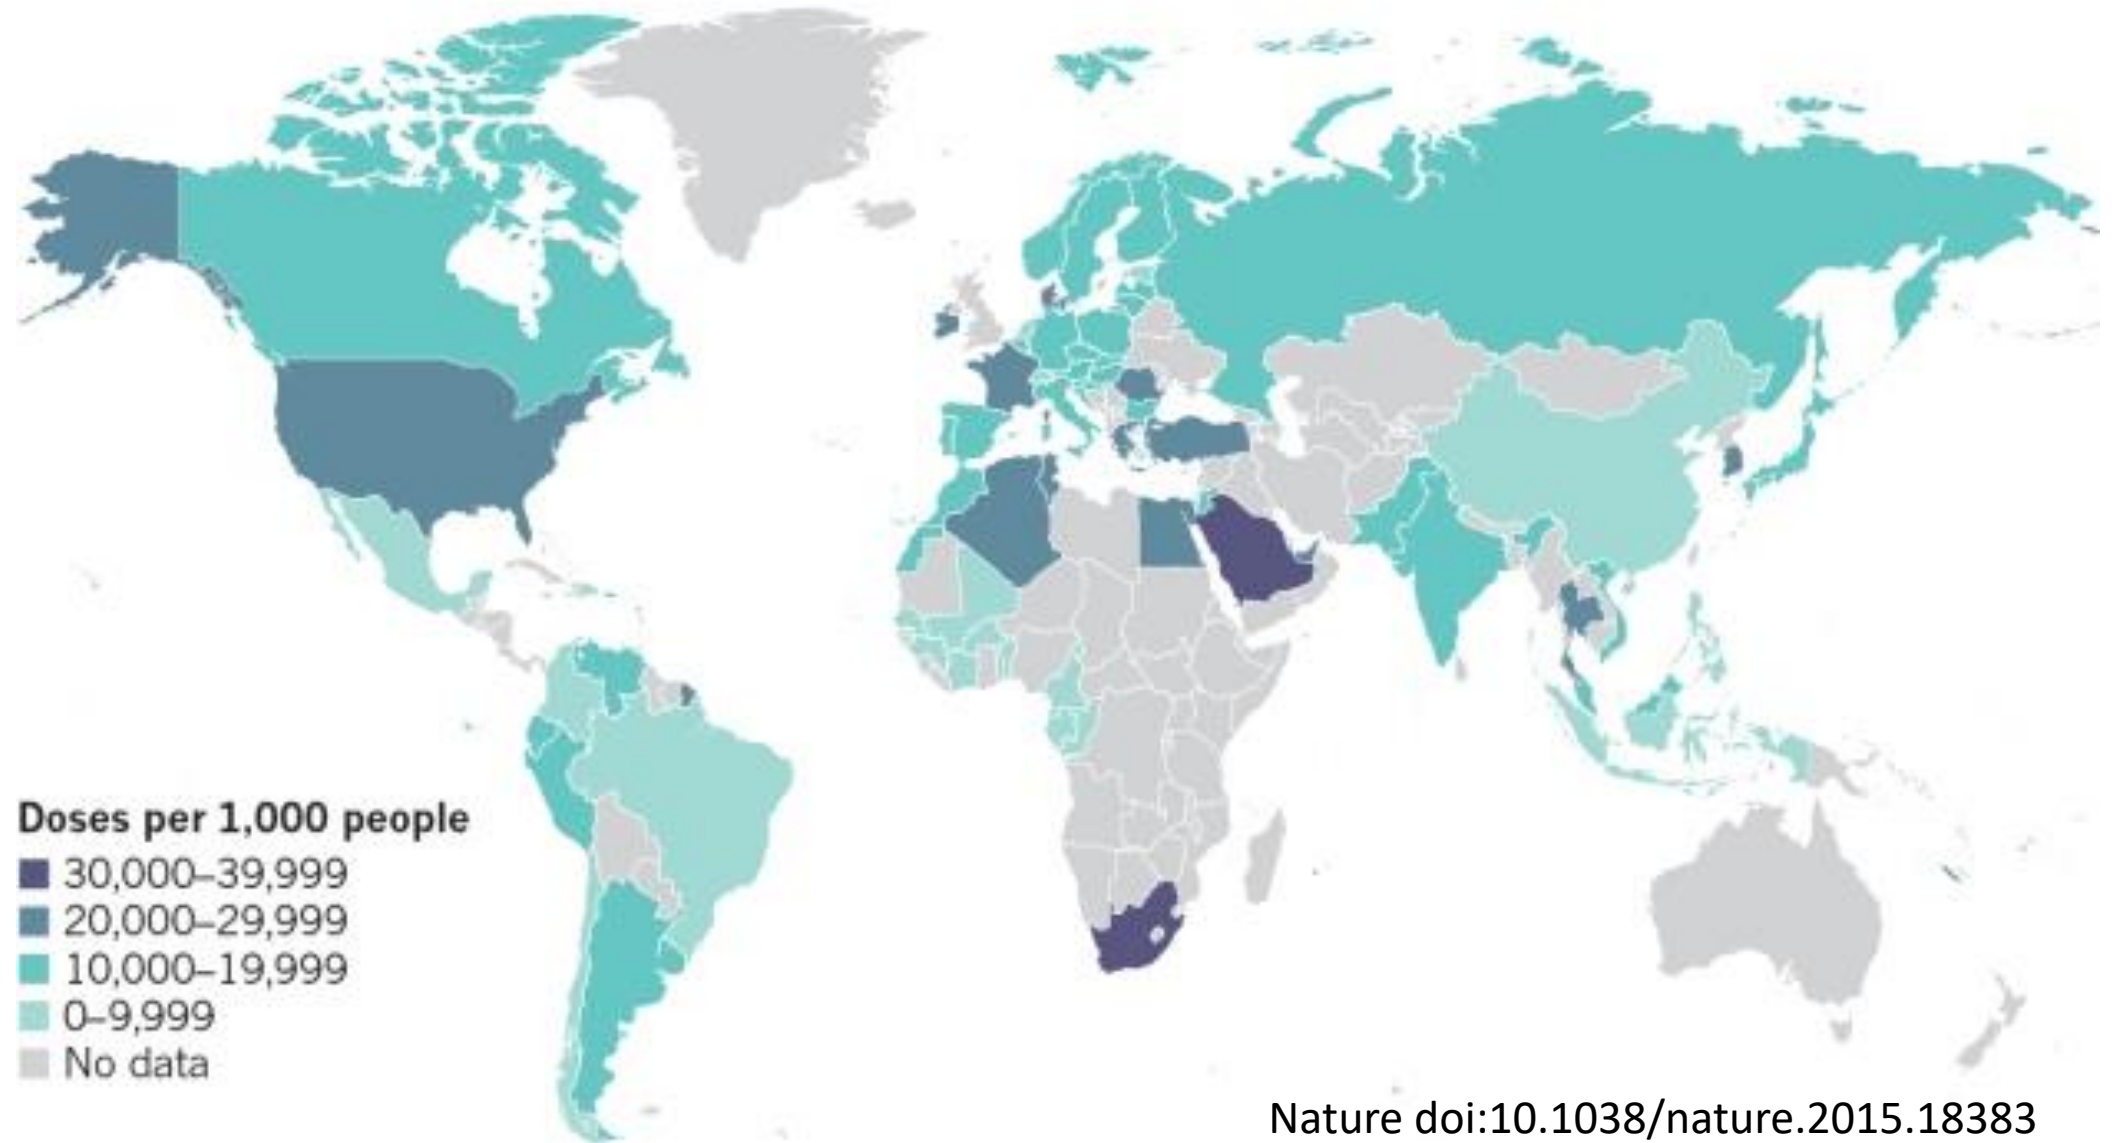 Doses per 1,000 people
30,000–39,999
20,000–29,999
10,000–19,999
0–9,999
No data
Nature doi:10.1038/nature.2015.18383